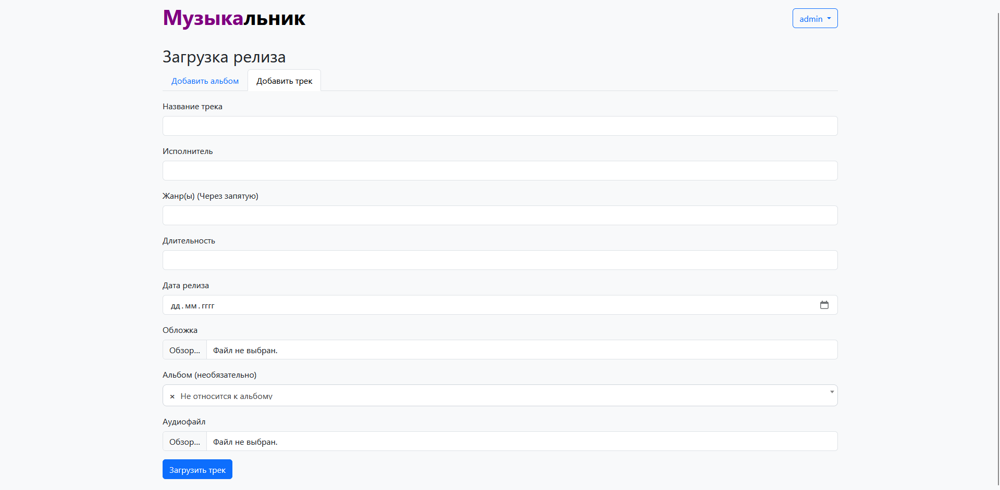 Музыкальник
admin
Загрузка релиза
Добавить альбом
Добавить трек
Название трека
Исполнитель
Жанр(ы) (Через запятую)
Длительность
Дата релиза
дд.мм.гггг
Обложка
Обзор... Файл не выбран.
Альбом (необязательно)
× Не относится к альбому
Аудиофайл
Обзор... Файл не выбран.
Загрузить трек